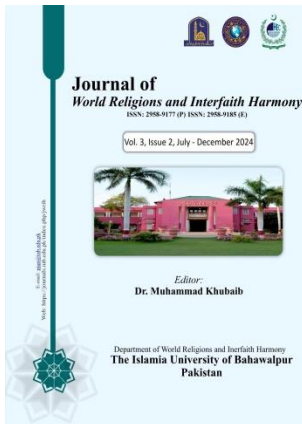 Journal of
World Religions and Interfaith Harmony
ISSN: 2958-9177 (P) ISSN: 2958-9185 (E)
Vol. 3, Issue 2, July - December 2024
Editor:
Dr. Muhammad Khubaib
Department of World Religions and Inerfaith Harmony
The Islamia University of Bahawalpur
Pakistan